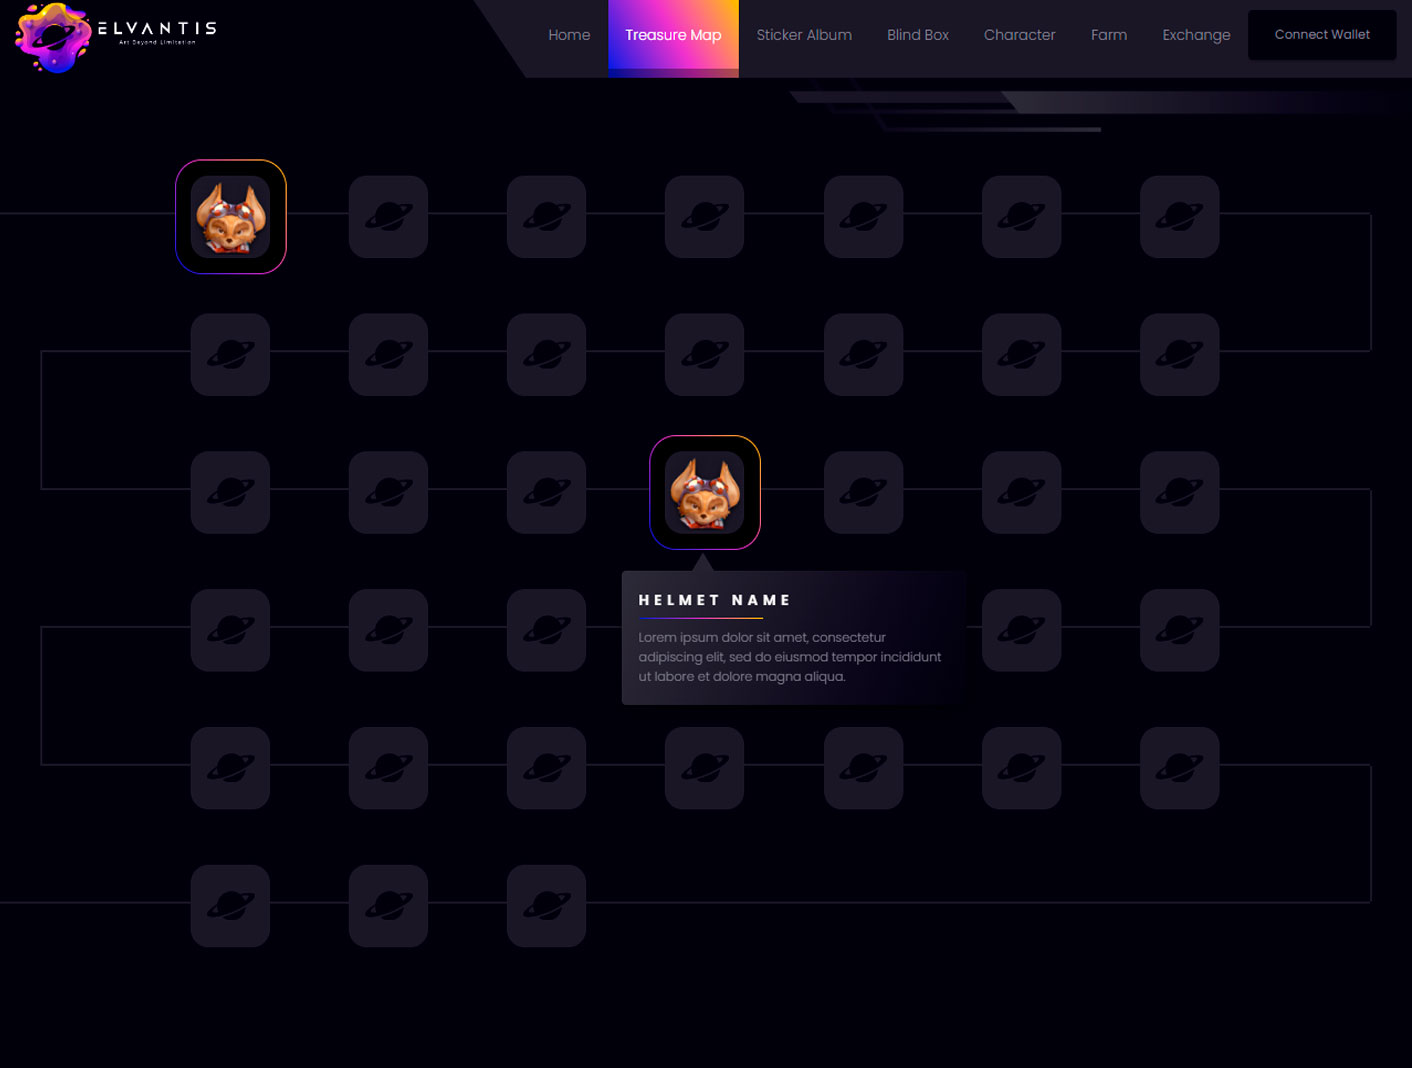 ELVANTIS
Art Beyond Limitation
Home
Treasure Map
Sticker Album
Blind Box
Character
Farm
Exchange
Connect Wallet
HELMET NAME
Lorem ipsum dolor sit amet, consectetur
adipiscing elit, sed do eiusmod tempor incididunt
ut labore et dolore magna aliqua.